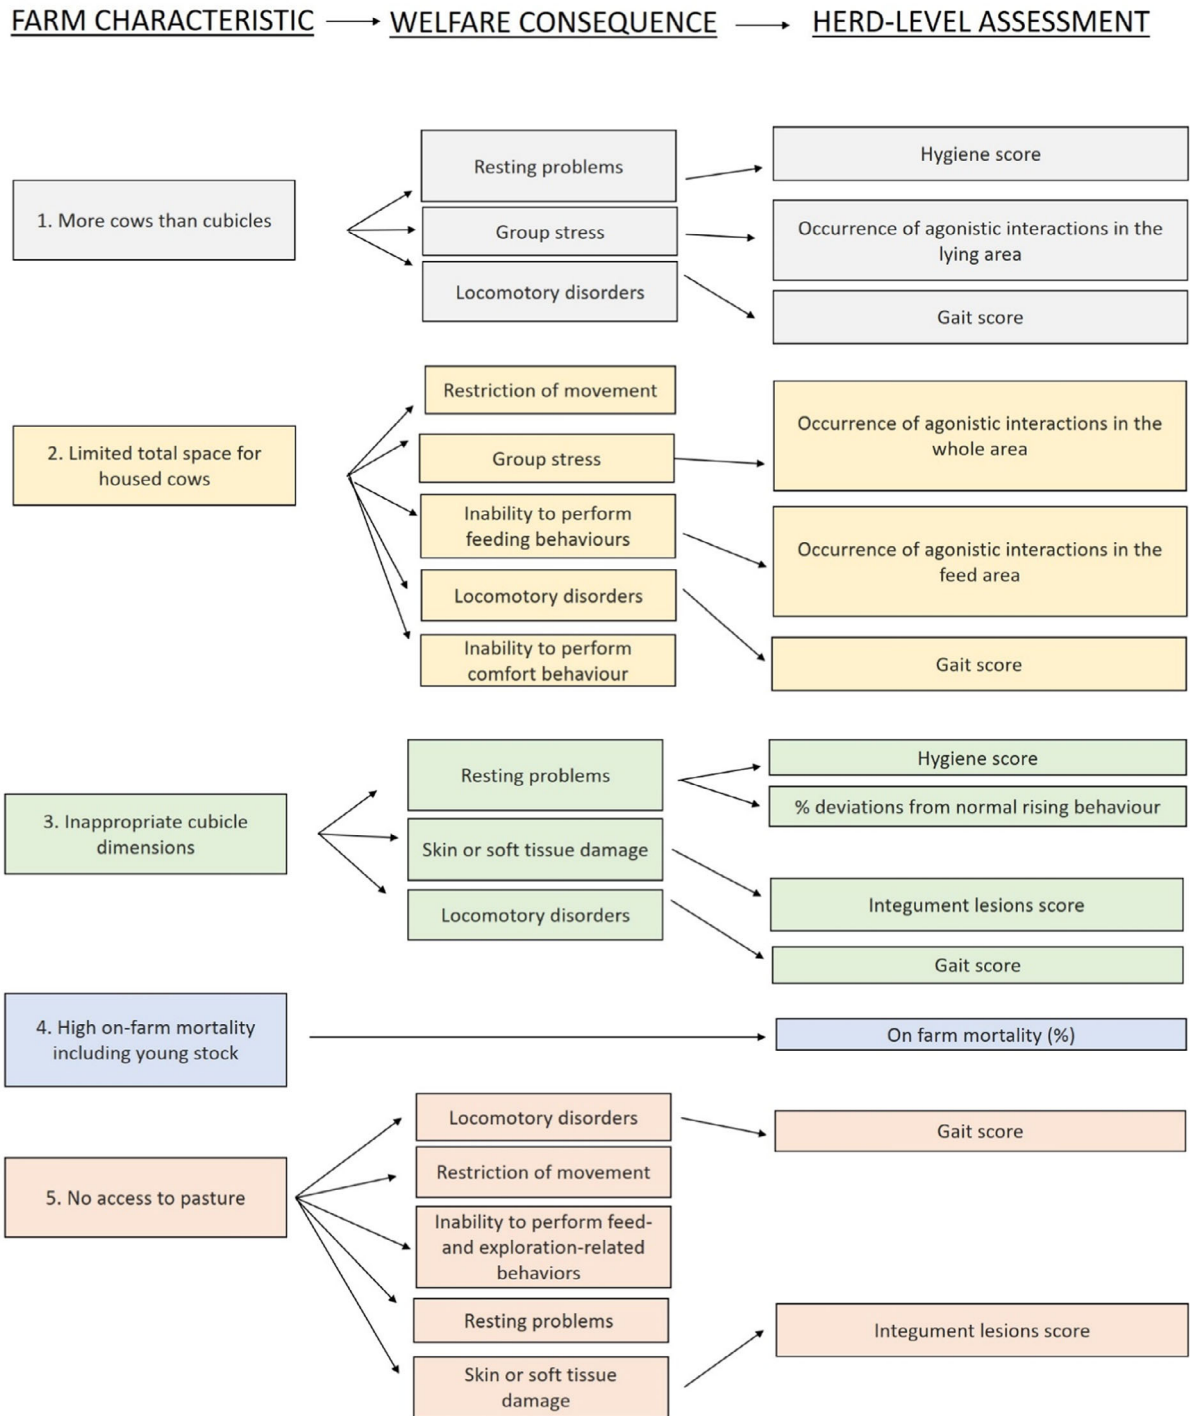 FARM CHARACTERISTIC
WELFARE CONSEQUENCE
HERD-LEVEL ASSESSMENT
1. More cows than cubicles
Resting problems
Group stress
Locomotory disorders
Hygiene score
Occurrence of agonistic interactions in the
lying area
Gait score
2. Limited total space for
housed cows
Restriction of movement
Group stress
Inability to perform
feeding behaviours
Locomotory disorders
Inability to perform
comfort behaviour
Occurrence of agonistic interactions in the
whole area
Occurrence of agonistic interactions in the
feed area
Gait score
3. Inappropriate cubicle
dimensions
Resting problems
Skin or soft tissue damage
Locomotory disorders
Hygiene score
% deviations from normal rising behaviour
Integument lesions score
Gait score
4. High on-farm mortality
including young stock
On farm mortality (%)
5. No access to pasture
Locomotory disorders
Restriction of movement
Inability to perform feed-
and exploration-related
behaviors
Resting problems
Skin or soft tissue
damage
Gait score
Integument lesions score